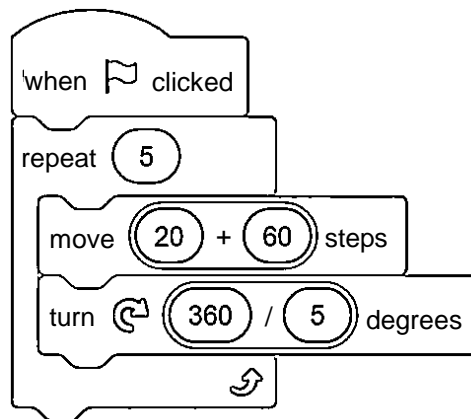 when clicked
repeat 5
move 20 + 60 steps
turn 360 / 5 degrees